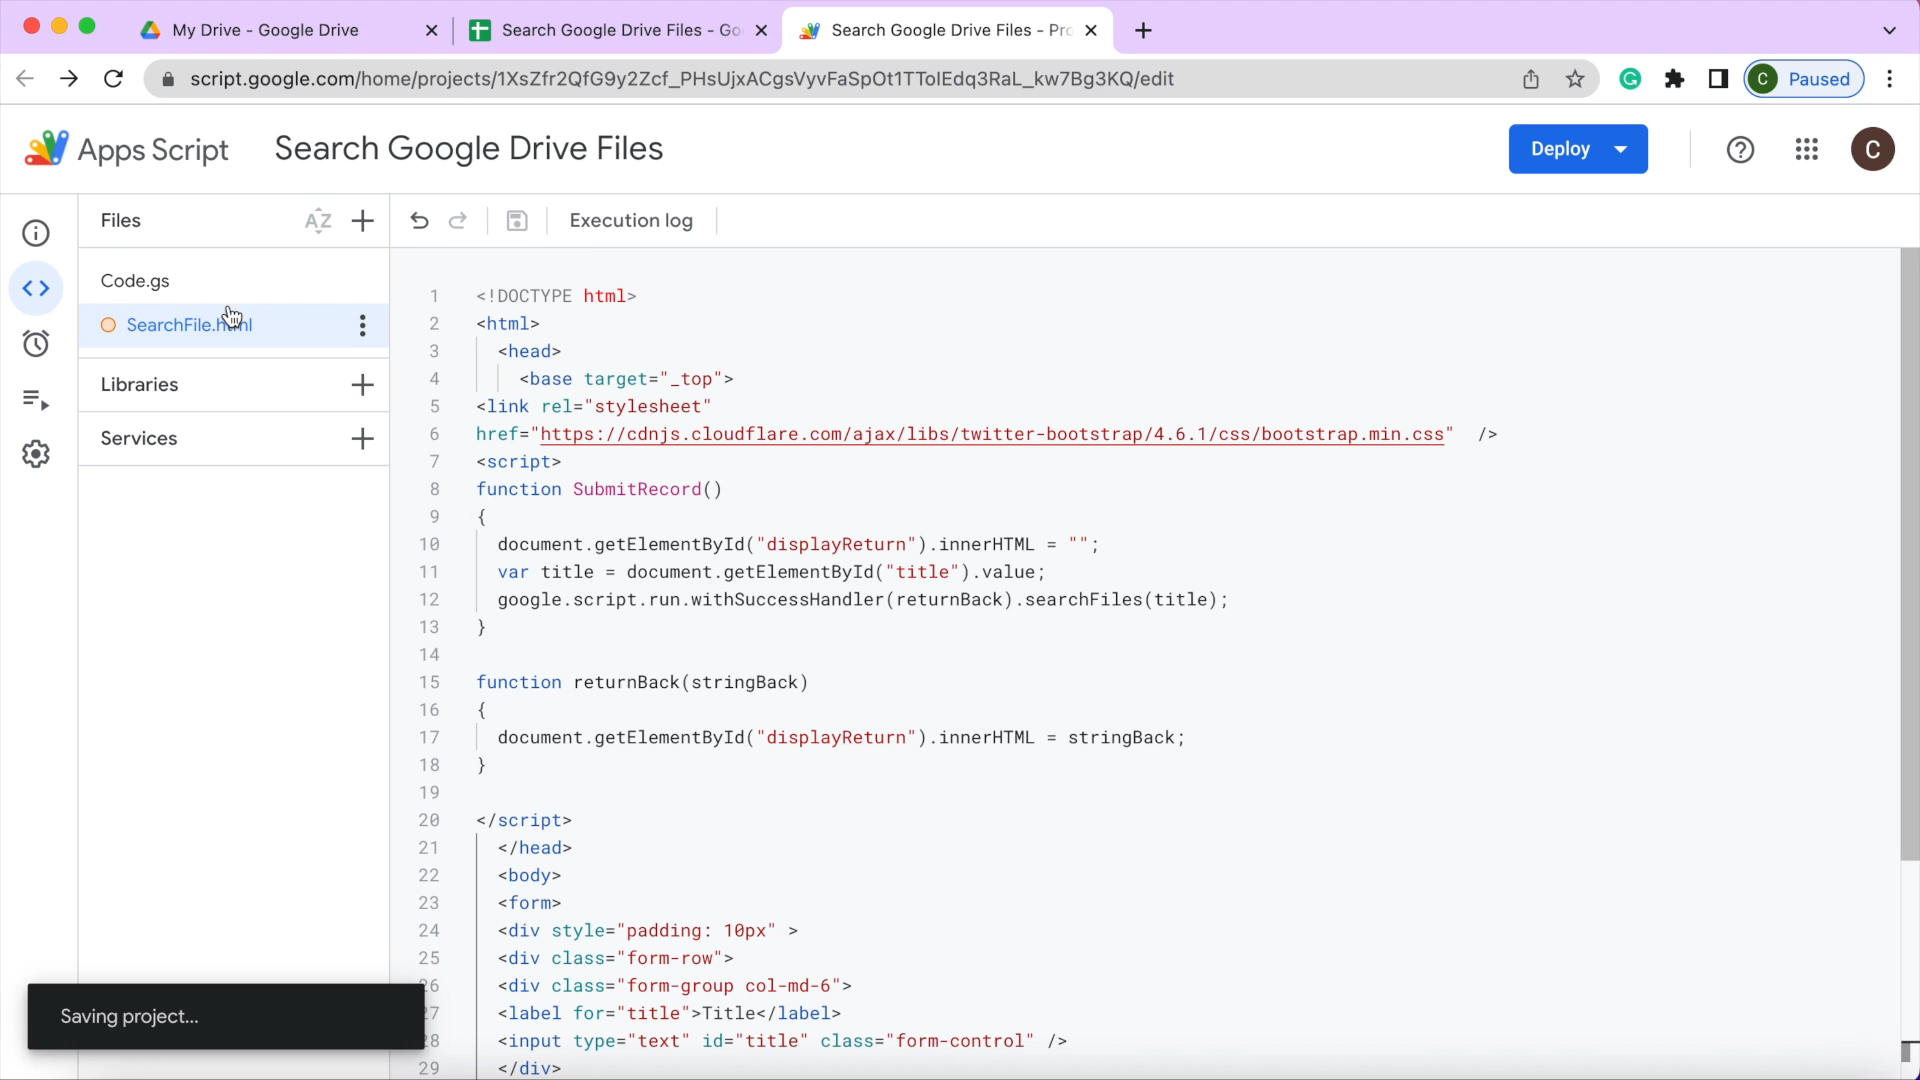 My Drive - Google Drive
Search Google Drive Files - Go
Search Google Drive Files - Pro
script.google.com/home/projects/1XsZfr2QfG9y2Zcf_PHsUjxACgsVyvFaSpOt1TTolEdq3RaL_kw7Bg3KQ/edit
C Paused
Apps Script
Search Google Drive Files
Deploy
C
Files
AZ
Execution log
Code.gs
SearchFile.html
Libraries
Services
1 <!DOCTYPE html>
2 <html>
3 <head>
4 <base target="_top">
5 <link rel="stylesheet"
6 href="https://cdnjs.cloudflare.com/ajax/libs/twitter-bootstrap/4.6.1/css/bootstrap.min.css" />
7 <script>
8 function SubmitRecord()
9 {
10 document.getElementById("displayReturn").innerHTML = "";
11 var title = document.getElementById("title").value;
12 google.script.run.withSuccessHandler(returnBack).searchFiles(title);
13 }
14
15 function returnBack(stringBack)
16 {
17 document.getElementById("displayReturn").innerHTML = stringBack;
18 }
19
20 </script>
21 </head>
22 <body>
23 <form>
24 <div style="padding: 10px" >
25 <div class="form-row">
26 <div class="form-group col-md-6">
27 <label for="title">Title</label>
28 <input type="text" id="title" class="form-control" />
29 </div>
Saving project...